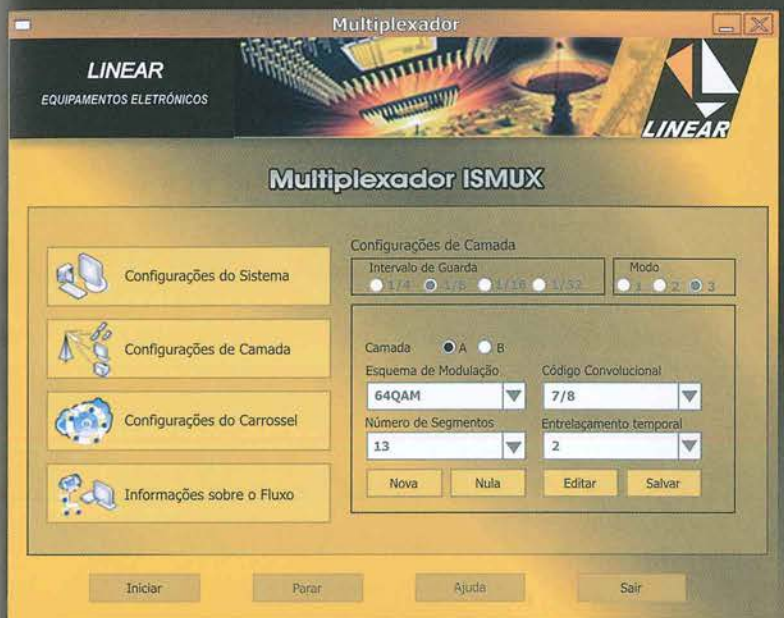 Multiplexador
LINEAR
EQUIPAMENTOS ELETRÓNICOS
LINEAR
Multiplexador ISMUX
Configurações do Sistema
Configurações de Camada
Configurações do Carrossel
Informações sobre o Fluxo
Configurações de Camada
Intervalo de Guarda
1/4 1/8 1/16 1/32
Modo
1 2 3
Camada A B
Esquema de Modulação Código Convolucional
64QAM 7/8
Número de Segmentos Entrelaçamento temporal
13 2
Nova Nula Editar Salvar
Iniciar Parar Ajuda Sair